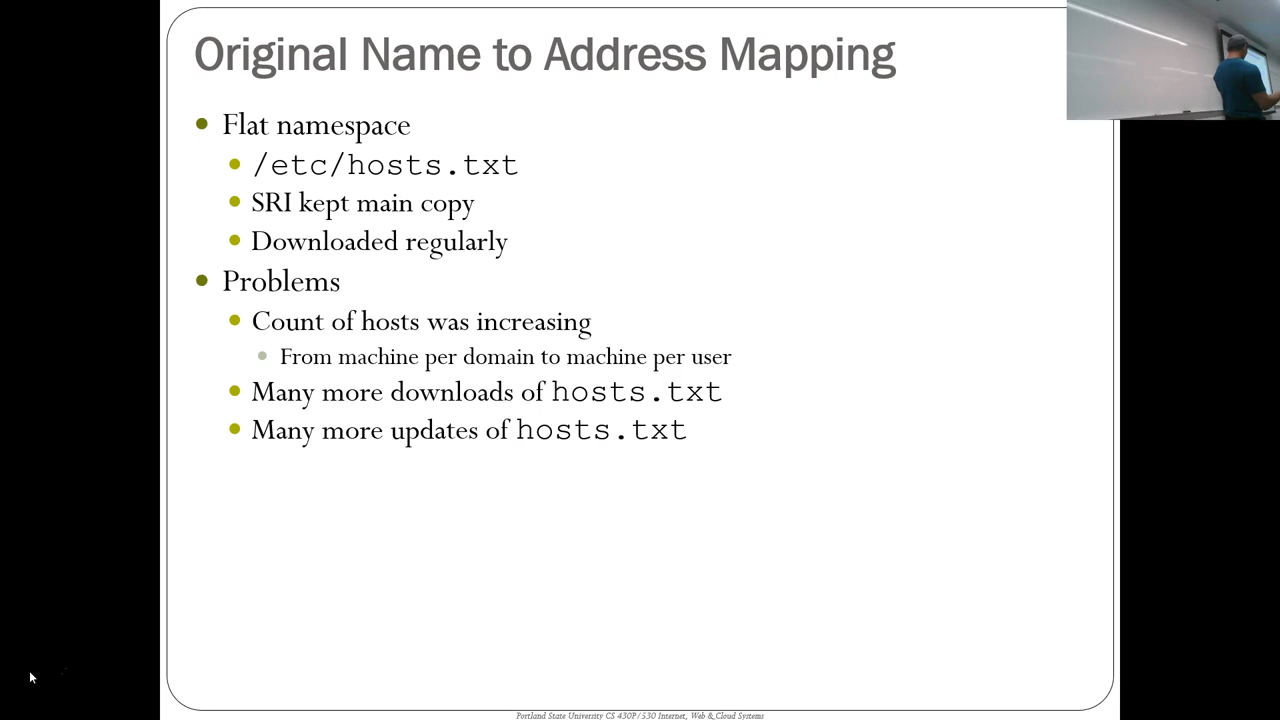 Original Name to Address Mapping
Flat namespace
/etc/hosts.txt
SRI kept main copy
Downloaded regularly
Problems
Count of hosts was increasing
From machine per domain to machine per user
Many more downloads of hosts.txt
Many more updates of hosts.txt
Portland State University CS 430P/530 Internet, Web & Cloud Systems